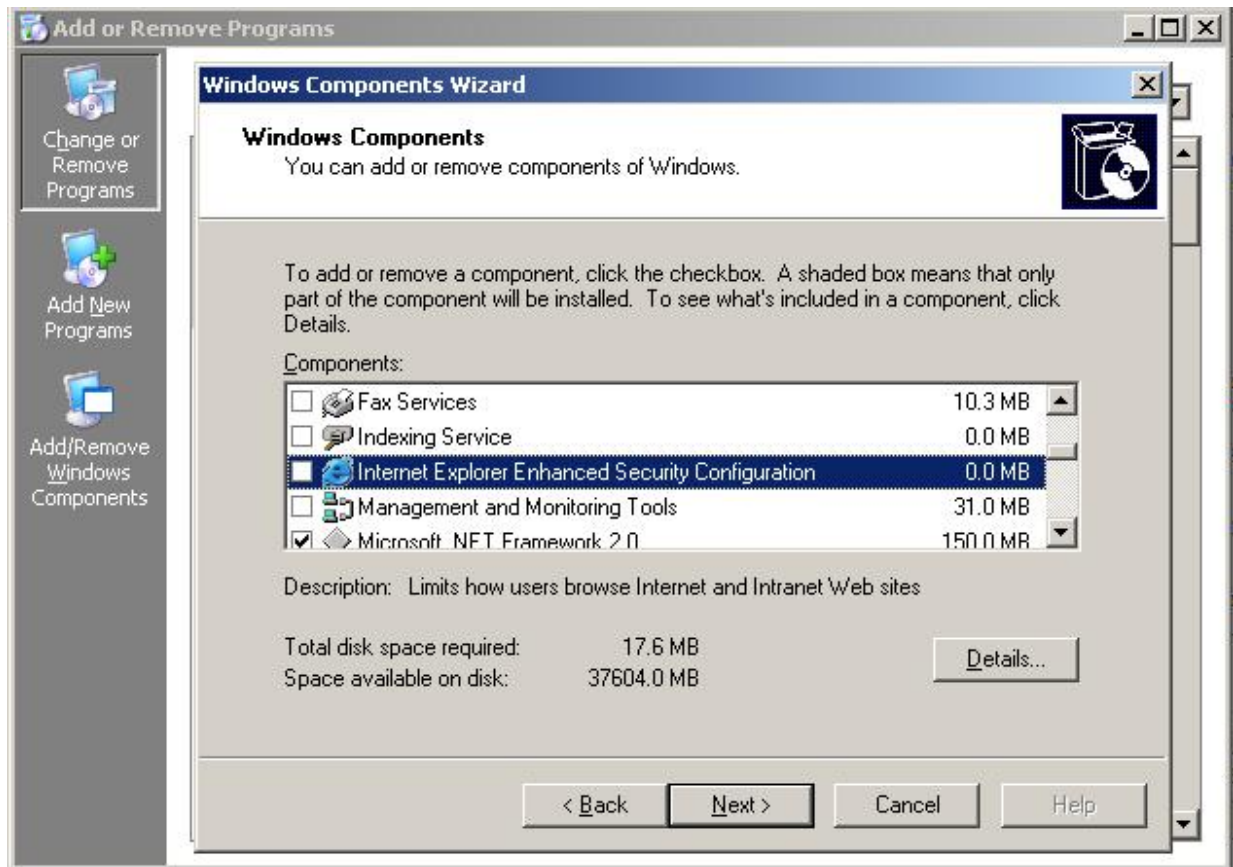 Add or Remove Programs
Change or
Remove
Programs
Add New
Programs
Add/Remove
Windows
Components
Windows Components Wizard
Windows Components
You can add or remove components of Windows.
To add or remove a component, click the checkbox. A shaded box means that only
part of the component will be installed. To see what's included in a component, click
Details.
Components:
Fax Services 10.3 MB
Indexing Service 0.0 MB
Internet Explorer Enhanced Security Configuration 0.0 MB
Management and Monitoring Tools 31.0 MB
Microsoft .NET Framework 2.0 150.0 MB
Description: Limits how users browse Internet and Intranet Web sites
Total disk space required: 17.6 MB
Space available on disk: 37604.0 MB
Details...
< Back
Next >
Cancel
Help